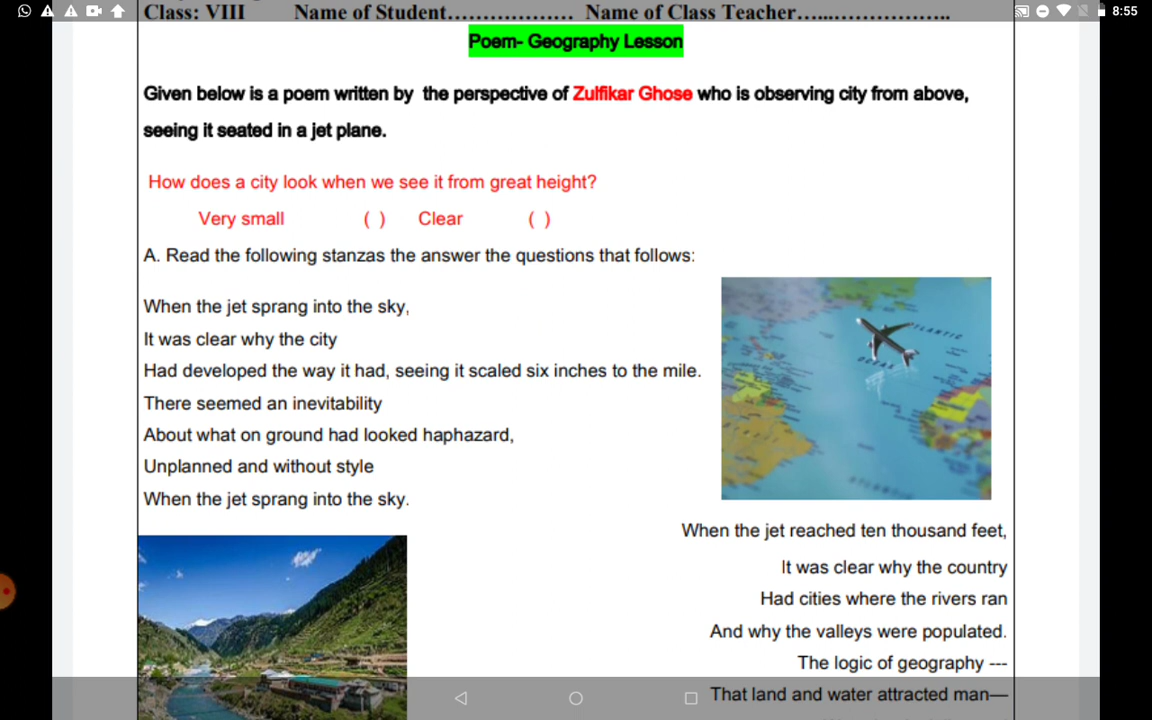 8:55
Class: VIII Name of Student……………… Name of Class Teacher…...……………..
Poem- Geography Lesson
Given below is a poem written by the perspective of Zulfikar Ghose who is observing city from above,
seeing it seated in a jet plane.
How does a city look when we see it from great height?
Very small ( ) Clear ( )
A. Read the following stanzas the answer the questions that follows:
When the jet sprang into the sky,
It was clear why the city
Had developed the way it had, seeing it scaled six inches to the mile.
There seemed an inevitability
About what on ground had looked haphazard,
Unplanned and without style
When the jet sprang into the sky.
ATLANTIC
When the jet reached ten thousand feet,
It was clear why the country
Had cities where the rivers ran
And why the valleys were populated.
The logic of geography ---
That land and water attracted man—